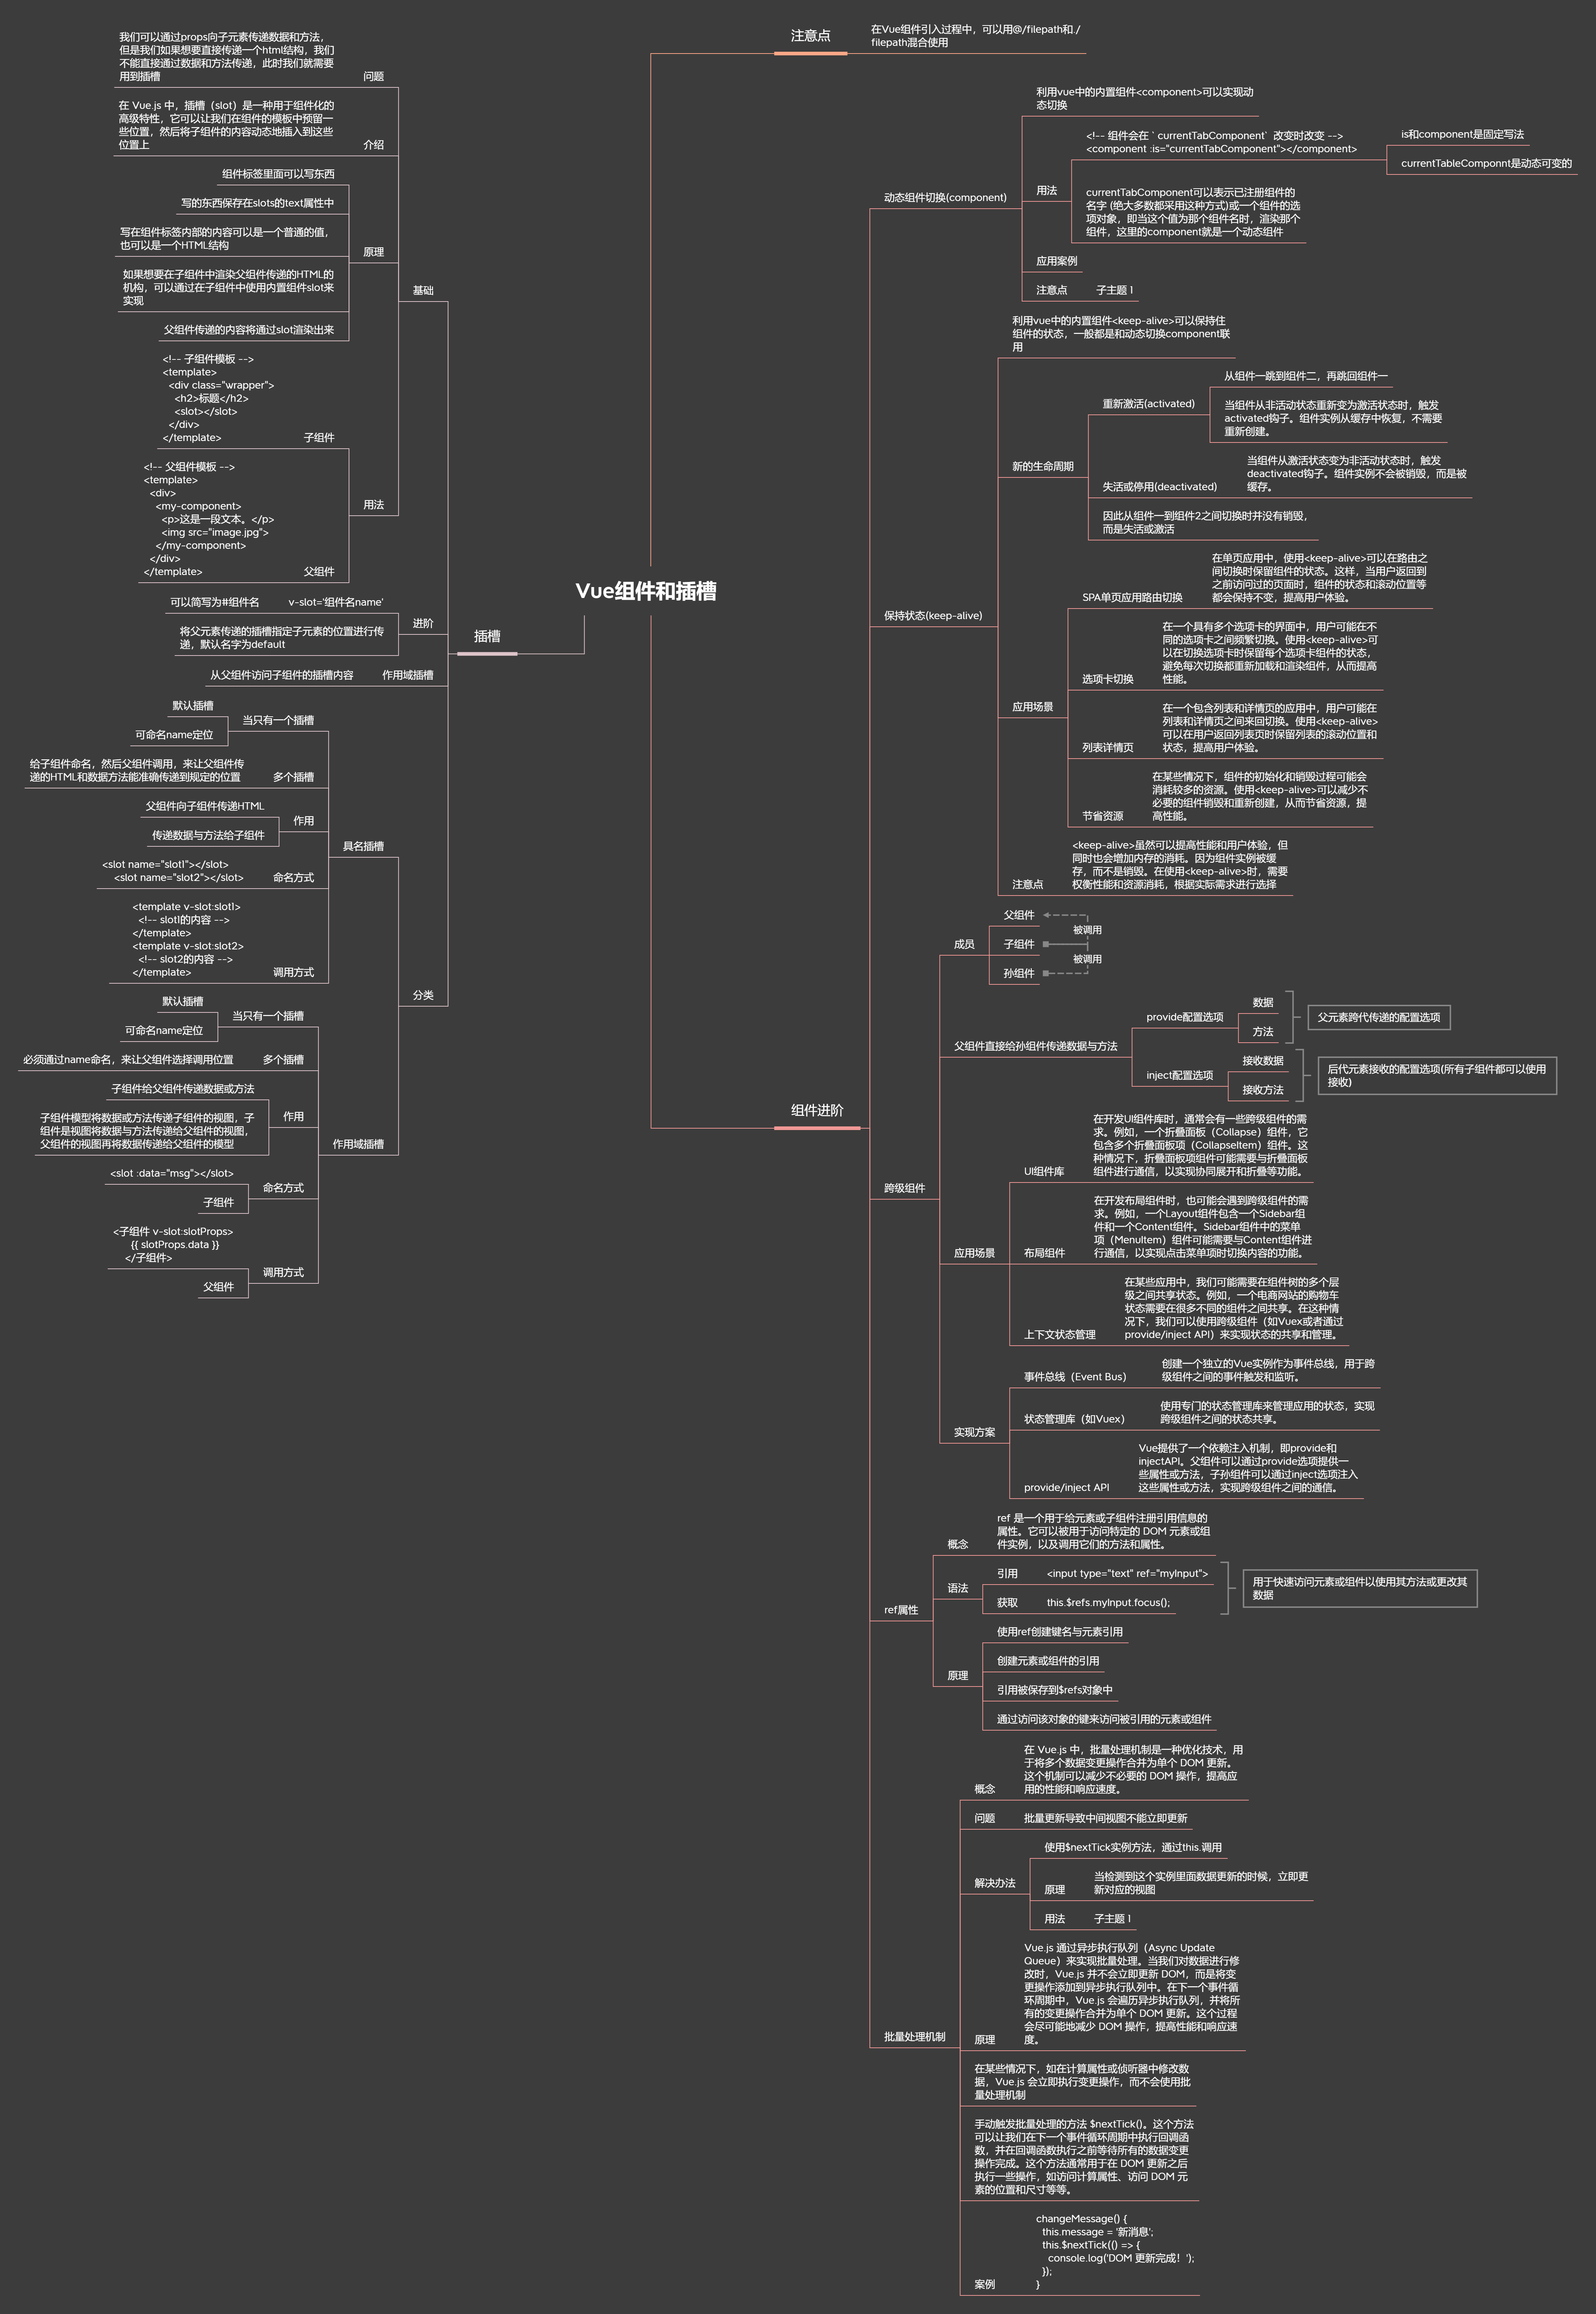 Vue组件和插槽
注意点
在Vue组件引入过程中，可以用@/filepath和./
filepath混合使用
组件进阶
动态组件切换(component)
利用vue中的内置组件<component>可以实现动
态切换
用法
<!-- 组件会在 ` currentTabComponent` 改变时改变 -->
<component :is="currentTabComponent"></component>
is和component是固定写法
currentTableComponnt是动态可变的
currentTabComponent可以表示已注册组件的
名字 (绝大多数都采用这种方式)或一个组件的选
项对象，即当这个值为那个组件名时，渲染那个
组件，这里的component就是一个动态组件
应用案例
注意点
子主题 1
保持状态(keep-alive)
利用vue中的内置组件<keep-alive>可以保持住
组件的状态，一般都是和动态切换component联
用
新的生命周期
重新激活(activated)
从组件一跳到组件二，再跳回组件一
当组件从非活动状态重新变为激活状态时，触发
activated钩子。组件实例从缓存中恢复，不需要
重新创建。
失活或停用(deactivated)
当组件从激活状态变为非活动状态时，触发
deactivated钩子。组件实例不会被销毁，而是被
缓存。
因此从组件一到组件2之间切换时并没有销毁，
而是失活或激活
应用场景
SPA单页应用路由切换
在单页应用中，使用<keep-alive>可以在路由之
间切换时保留组件的状态。这样，当用户返回到
之前访问过的页面时，组件的状态和滚动位置等
都会保持不变，提高用户体验。
选项卡切换
在一个具有多个选项卡的界面中，用户可能在不
同的选项卡之间频繁切换。使用<keep-alive>可
以在切换选项卡时保留每个选项卡组件的状态，
避免每次切换都重新加载和渲染组件，从而提高
性能。
列表详情页
在一个包含列表和详情页的应用中，用户可能在
列表和详情页之间来回切换。使用<keep-alive>
可以在用户返回列表页时保留列表的滚动位置和
状态，提高用户体验。
节省资源
在某些情况下，组件的初始化和销毁过程可能会
消耗较多的资源。使用<keep-alive>可以减少不
必要的组件销毁和重新创建，从而节省资源，提
高性能。
注意点
<keep-alive>虽然可以提高性能和用户体验，但
同时也会增加内存的消耗。因为组件实例被缓
存，而不是销毁。在使用<keep-alive>时，需要
权衡性能和资源消耗，根据实际需求进行选择
跨级组件
成员
父组件
被调用
子组件
被调用
孙组件
父组件直接给孙组件传递数据与方法
provide配置选项
数据
方法
父元素跨代传递的配置选项
inject配置选项
接收数据
接收方法
后代元素接收的配置选项(所有子组件都可以使用
接收)
应用场景
UI组件库
在开发UI组件库时，通常会有一些跨级组件的需
求。例如，一个折叠面板（Collapse）组件，它
包含多个折叠面板项（CollapseItem）组件。这
种情况下，折叠面板项组件可能需要与折叠面板
组件进行通信，以实现协同展开和折叠等功能。
布局组件
在开发布局组件时，也可能会遇到跨级组件的需
求。例如，一个Layout组件包含一个Sidebar组
件和一个Content组件。Sidebar组件中的菜单
项（MenuItem）组件可能需要与Content组件进
行通信，以实现点击菜单项时切换内容的功能。
上下文状态管理
在某些应用中，我们可能需要在组件树的多个层
级之间共享状态。例如，一个电商网站的购物车
状态需要在很多不同的组件之间共享。在这种情
况下，我们可以使用跨级组件（如Vuex或者通过
provide/inject API）来实现状态的共享和管理。
实现方案
事件总线（Event Bus）
创建一个独立的Vue实例作为事件总线，用于跨
级组件之间的事件触发和监听。
状态管理库（如Vuex）
使用专门的状态管理库来管理应用的状态，实现
跨级组件之间的状态共享。
provide/inject API
Vue提供了一个依赖注入机制，即provide和
injectAPI。父组件可以通过provide选项提供一
些属性或方法，子孙组件可以通过inject选项注入
这些属性或方法，实现跨级组件之间的通信。
ref属性
概念
ref 是一个用于给元素或子组件注册引用信息的
属性。它可以被用于访问特定的 DOM 元素或组
件实例，以及调用它们的方法和属性。
语法
引用
<input type="text" ref="myInput">
获取
this.$refs.myInput.focus();
用于快速访问元素或组件以使用其方法或更改其
数据
原理
使用ref创建键名与元素引用
创建元素或组件的引用
引用被保存到$refs对象中
通过访问该对象的键来访问被引用的元素或组件
批量处理机制
概念
在 Vue.js 中，批量处理机制是一种优化技术，用
于将多个数据变更操作合并为单个 DOM 更新。
这个机制可以减少不必要的 DOM 操作，提高应
用的性能和响应速度。
问题
批量更新导致中间视图不能立即更新
解决办法
使用$nextTick实例方法，通过this.调用
原理
当检测到这个实例里面数据更新的时候，立即更
新对应的视图
用法
子主题 1
原理
Vue.js 通过异步执行队列（Async Update
Queue）来实现批量处理。当我们对数据进行修
改时，Vue.js 并不会立即更新 DOM，而是将变
更操作添加到异步执行队列中。在下一个事件循
环周期中，Vue.js 会遍历异步执行队列，并将所
有的变更操作合并为单个 DOM 更新。这个过程
会尽可能地减少 DOM 操作，提高性能和响应速
度。
在某些情况下，如在计算属性或侦听器中修改数
据，Vue.js 会立即执行变更操作，而不会使用批
量处理机制
手动触发批量处理的方法 $nextTick()。这个方法
可以让我们在下一个事件循环周期中执行回调函
数，并在回调函数执行之前等待所有的数据变更
操作完成。这个方法通常用于在 DOM 更新之后
执行一些操作，如访问计算属性、访问 DOM 元
素的位置和尺寸等等。
案例
changeMessage() {
this.message = '新消息';
this.$nextTick(() => {
console.log('DOM 更新完成！');
});
}
插槽
基础
问题
我们可以通过props向子元素传递数据和方法，
但是我们如果想要直接传递一个html结构，我们
不能直接通过数据和方法传递，此时我们就需要
用到插槽
介绍
在 Vue.js 中，插槽（slot）是一种用于组件化的
高级特性，它可以让我们在组件的模板中预留一
些位置，然后将子组件的内容动态地插入到这些
位置上
原理
组件标签里面可以写东西
写的东西保存在slots的text属性中
写在组件标签内部的内容可以是一个普通的值，
也可以是一个HTML结构
如果想要在子组件中渲染父组件传递的HTML的
机构，可以通过在子组件中使用内置组件slot来
实现
父组件传递的内容将通过slot渲染出来
用法
子组件
<!-- 子组件模板 -->
<template>
<div class="wrapper">
<h2>标题</h2>
<slot></slot>
</div>
</template>
父组件
<!-- 父组件模板 -->
<template>
<div>
<my-component>
<p>这是一段文本。</p>
<img src="image.jpg">
</my-component>
</div>
</template>
进阶
v-slot='组件名name'
可以简写为#组件名
将父元素传递的插槽指定子元素的位置进行传
递，默认名字为default
作用域插槽
从父组件访问子组件的插槽内容
分类
具名插槽
当只有一个插槽
默认插槽
可命名name定位
多个插槽
给子组件命名，然后父组件调用，来让父组件传
递的HTML和数据方法能准确传递到规定的位置
作用
父组件向子组件传递HTML
传递数据与方法给子组件
命名方式
<slot name="slot1"></slot>
<slot name="slot2"></slot>
调用方式
<template v-slot:slot1>
<!-- slot1的内容 -->
</template>
<template v-slot:slot2>
<!-- slot2的内容 -->
</template>
作用域插槽
当只有一个插槽
默认插槽
可命名name定位
多个插槽
必须通过name命名，来让父组件选择调用位置
作用
子组件给父组件传递数据或方法
子组件模型将数据或方法传递子组件的视图，子
组件是视图将数据与方法传递给父组件的视图，
父组件的视图再将数据传递给父组件的模型
命名方式
<slot :data="msg"></slot>
子组件
调用方式
<子组件 v-slot:slotProps>
{{ slotProps.data }}
</子组件>
父组件